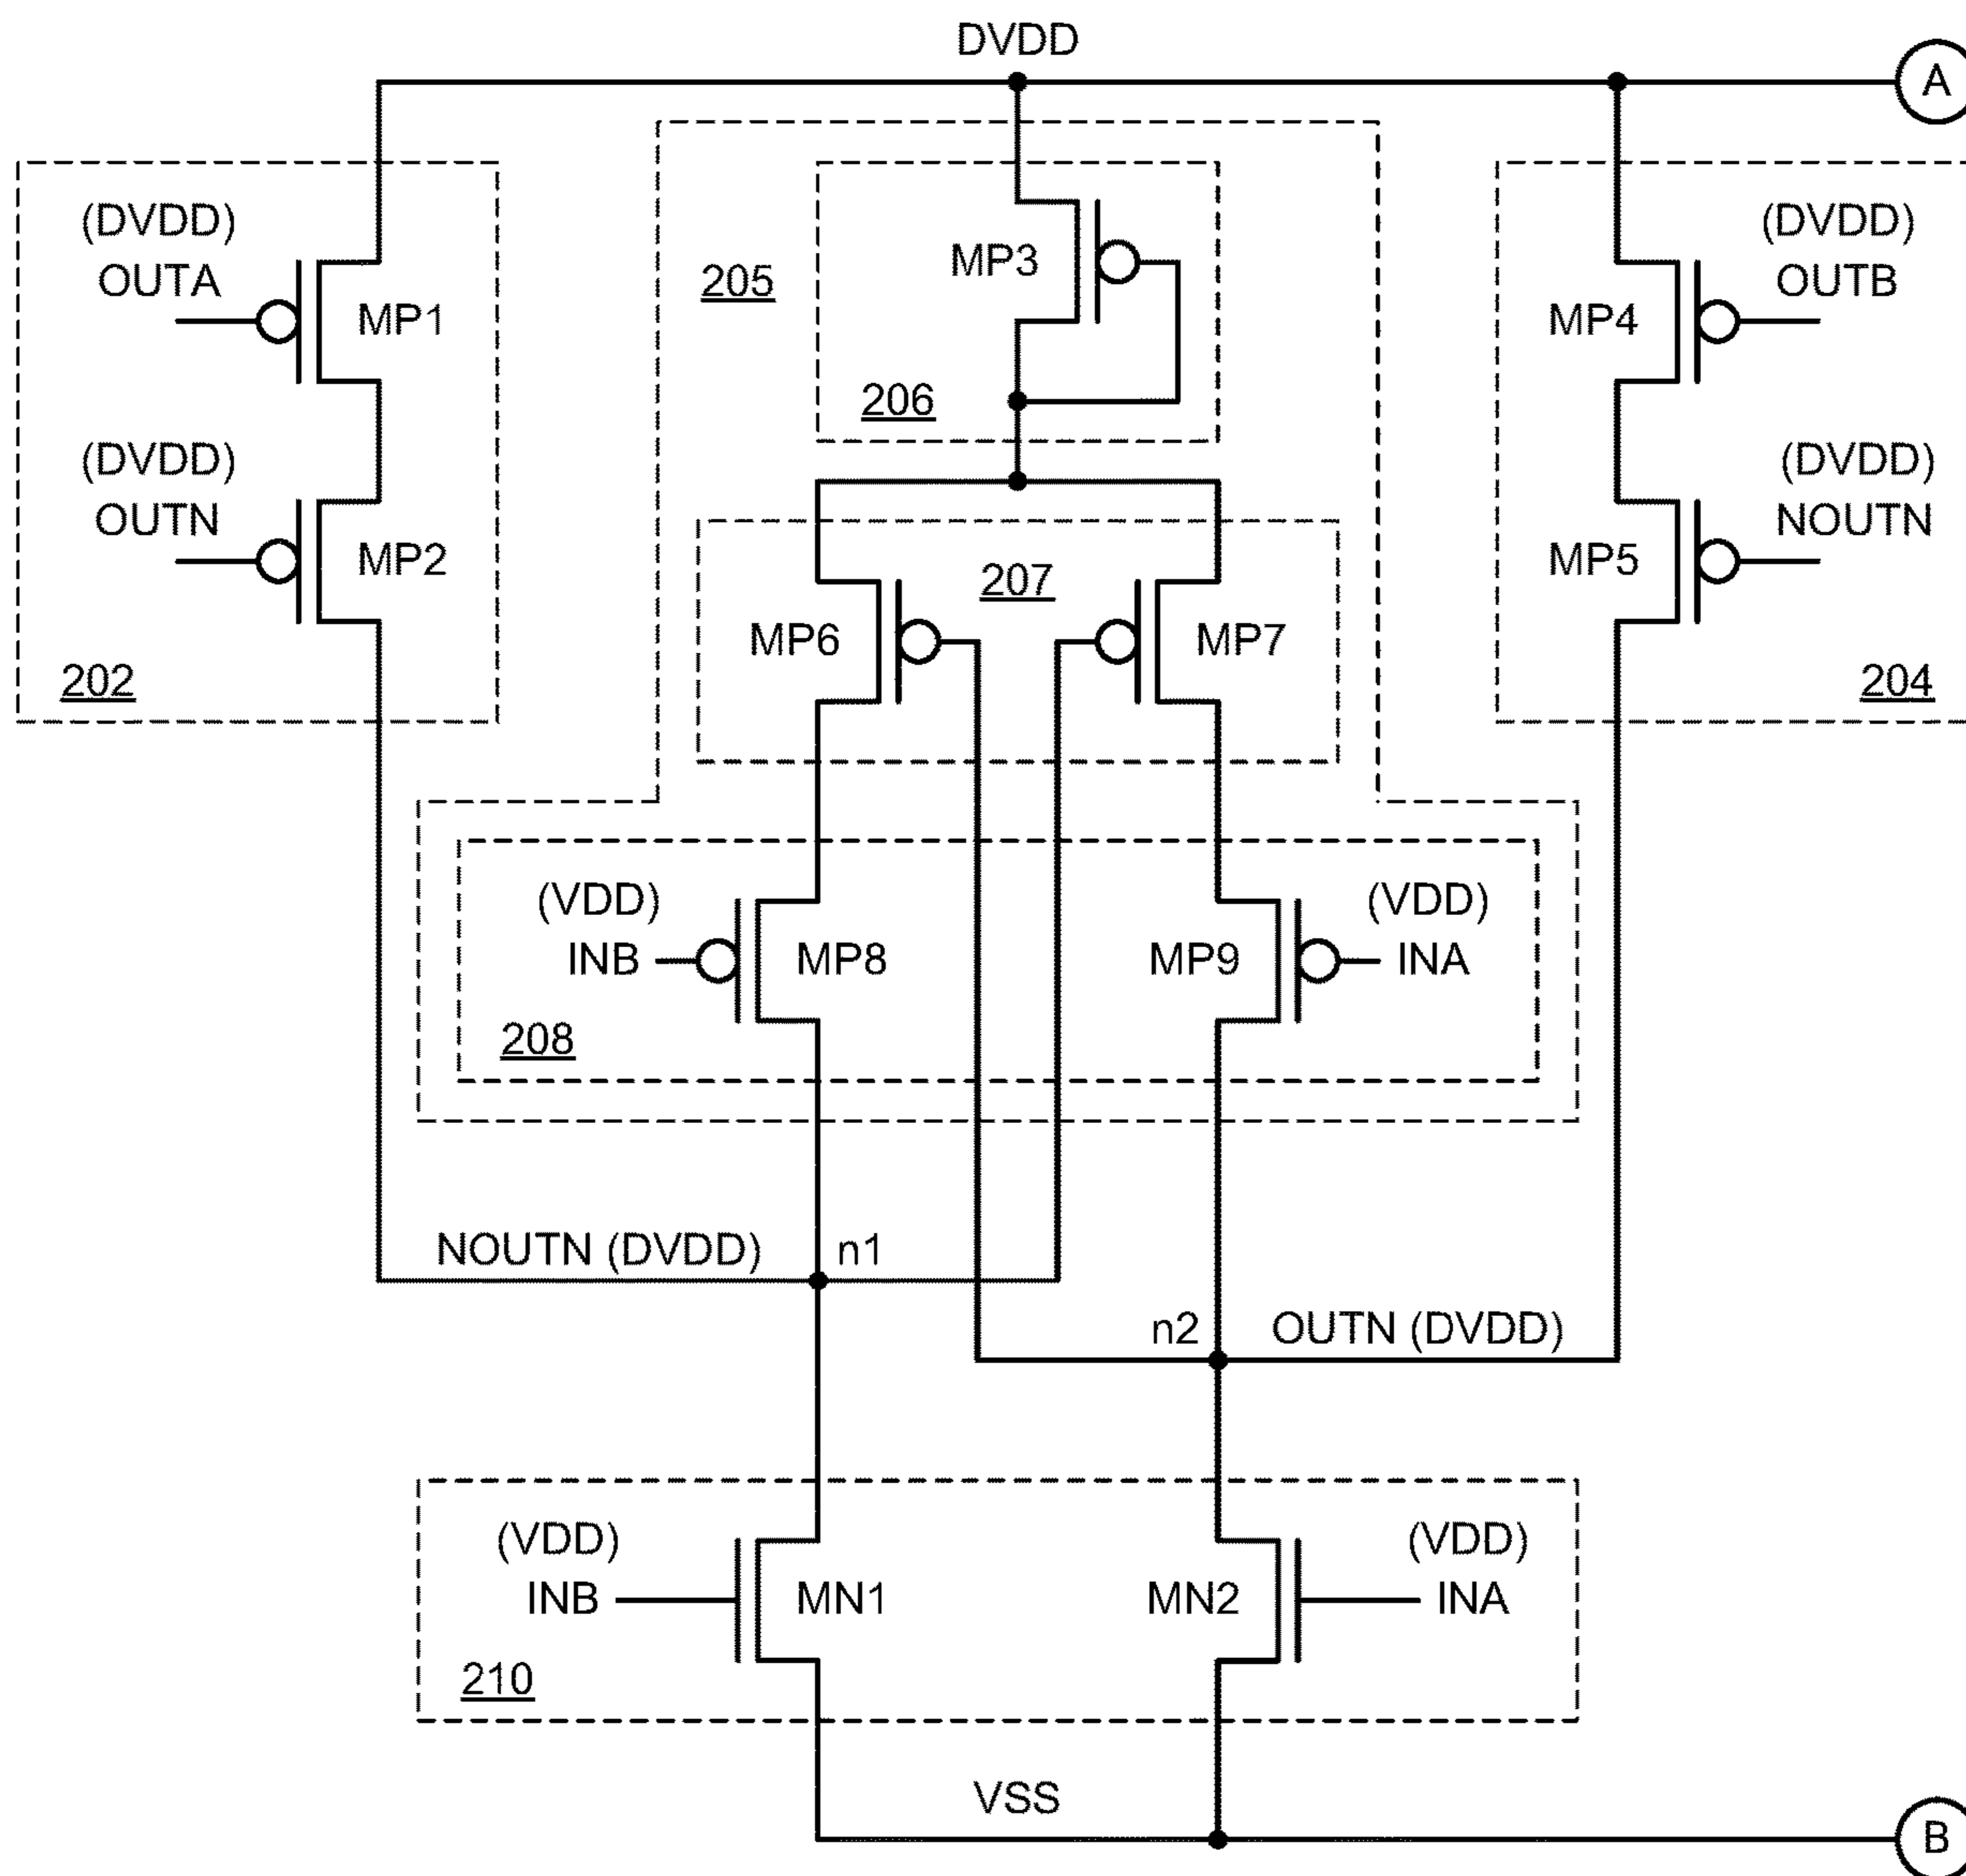 DVDD
A
(DVDD)
OUTA
MP1
(DVDD)
OUTN
MP2
202
205
MP3
206
(DVDD)
OUTB
MP4
(DVDD)
NOUTN
MP5
204
207
MP6
MP7
(VDD)
INB
MP8
MP9
(VDD)
INA
208
NOUTN (DVDD)
n1
n2
OUTN (DVDD)
(VDD)
INB
MN1
MN2
(VDD)
INA
210
VSS
B